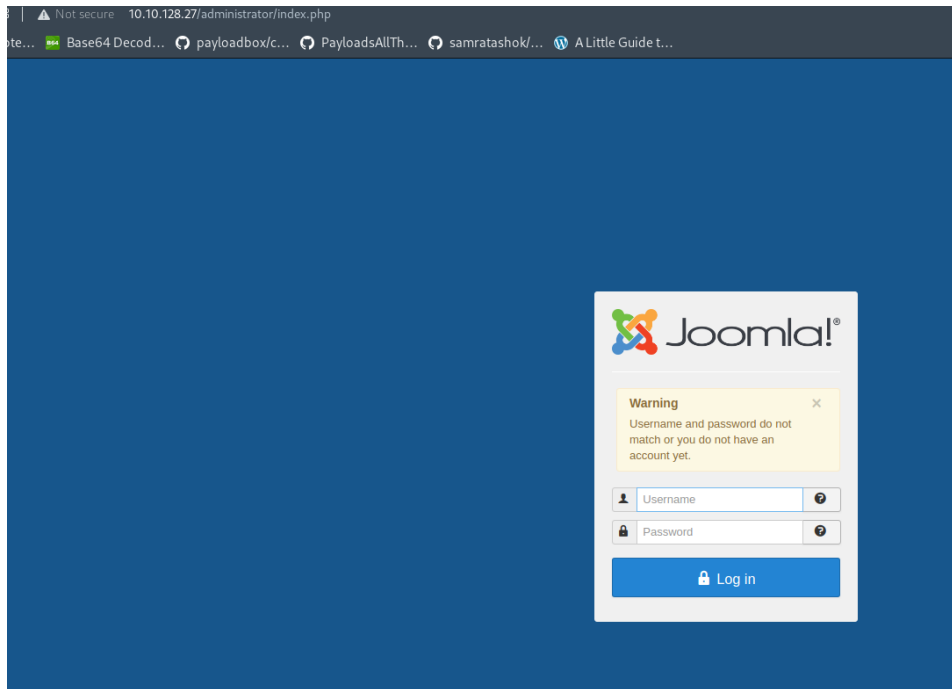 Not secure 10.10.128.27/administrator/index.php
ote... Base64 Decod... payloadbox/c... PayloadsAllTh... samratashok/... A Little Guide t...
Joomla!®
Warning ×
Username and password do not
match or you do not have an
account yet.
Username
Password
Log in